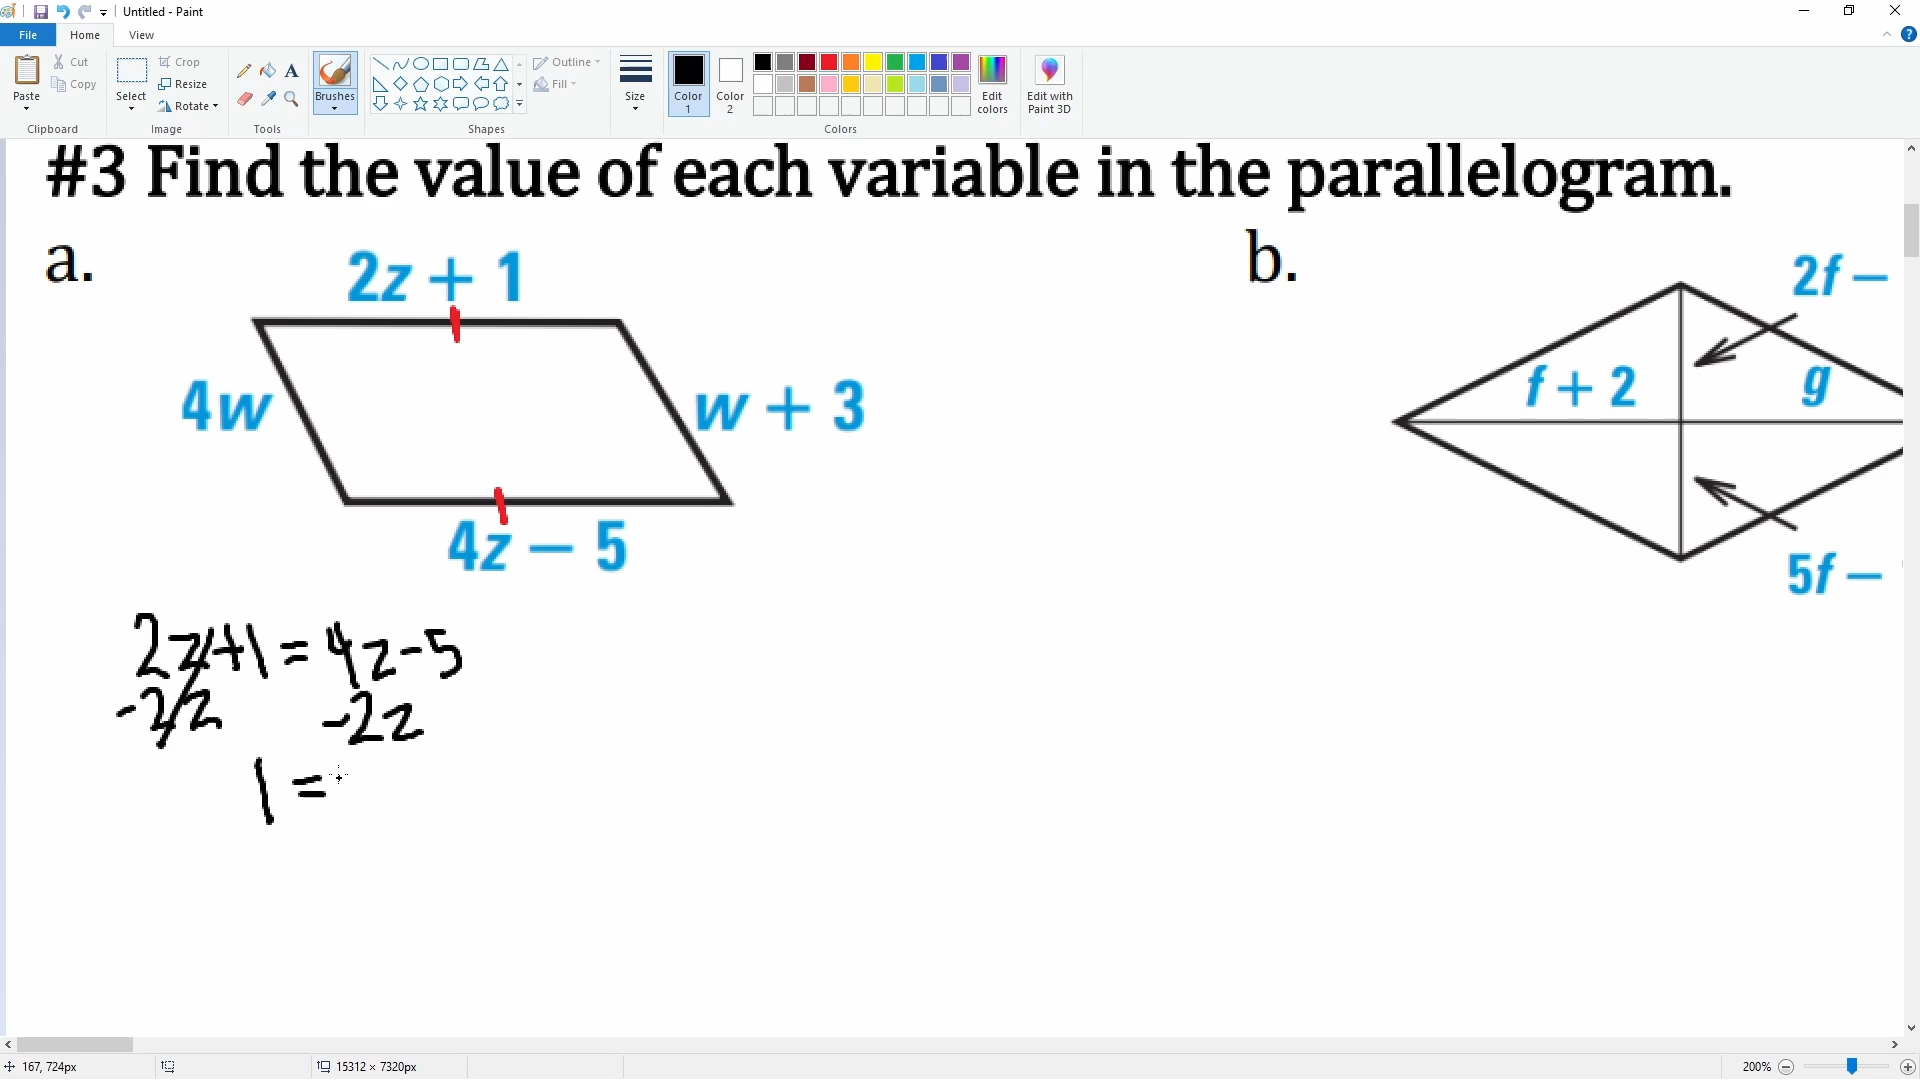 Untitled - Paint
File Home View
Cut
Copy
Paste
Clipboard
Crop
Resize
Rotate
Select
Image
A
Tools
Brushes
Shapes
Outline
Fill
Size
Color 1
Color 2
Edit colors
Edit with Paint 3D
Colors
#3 Find the value of each variable in the parallelogram.
a.
2z + 1
4w
w + 3
4z – 5
b.
2f –
f + 2
g
5f –
2z+1 = 4z-5
-2z -2z
1 =
167, 724px
15312 × 7320px
200%